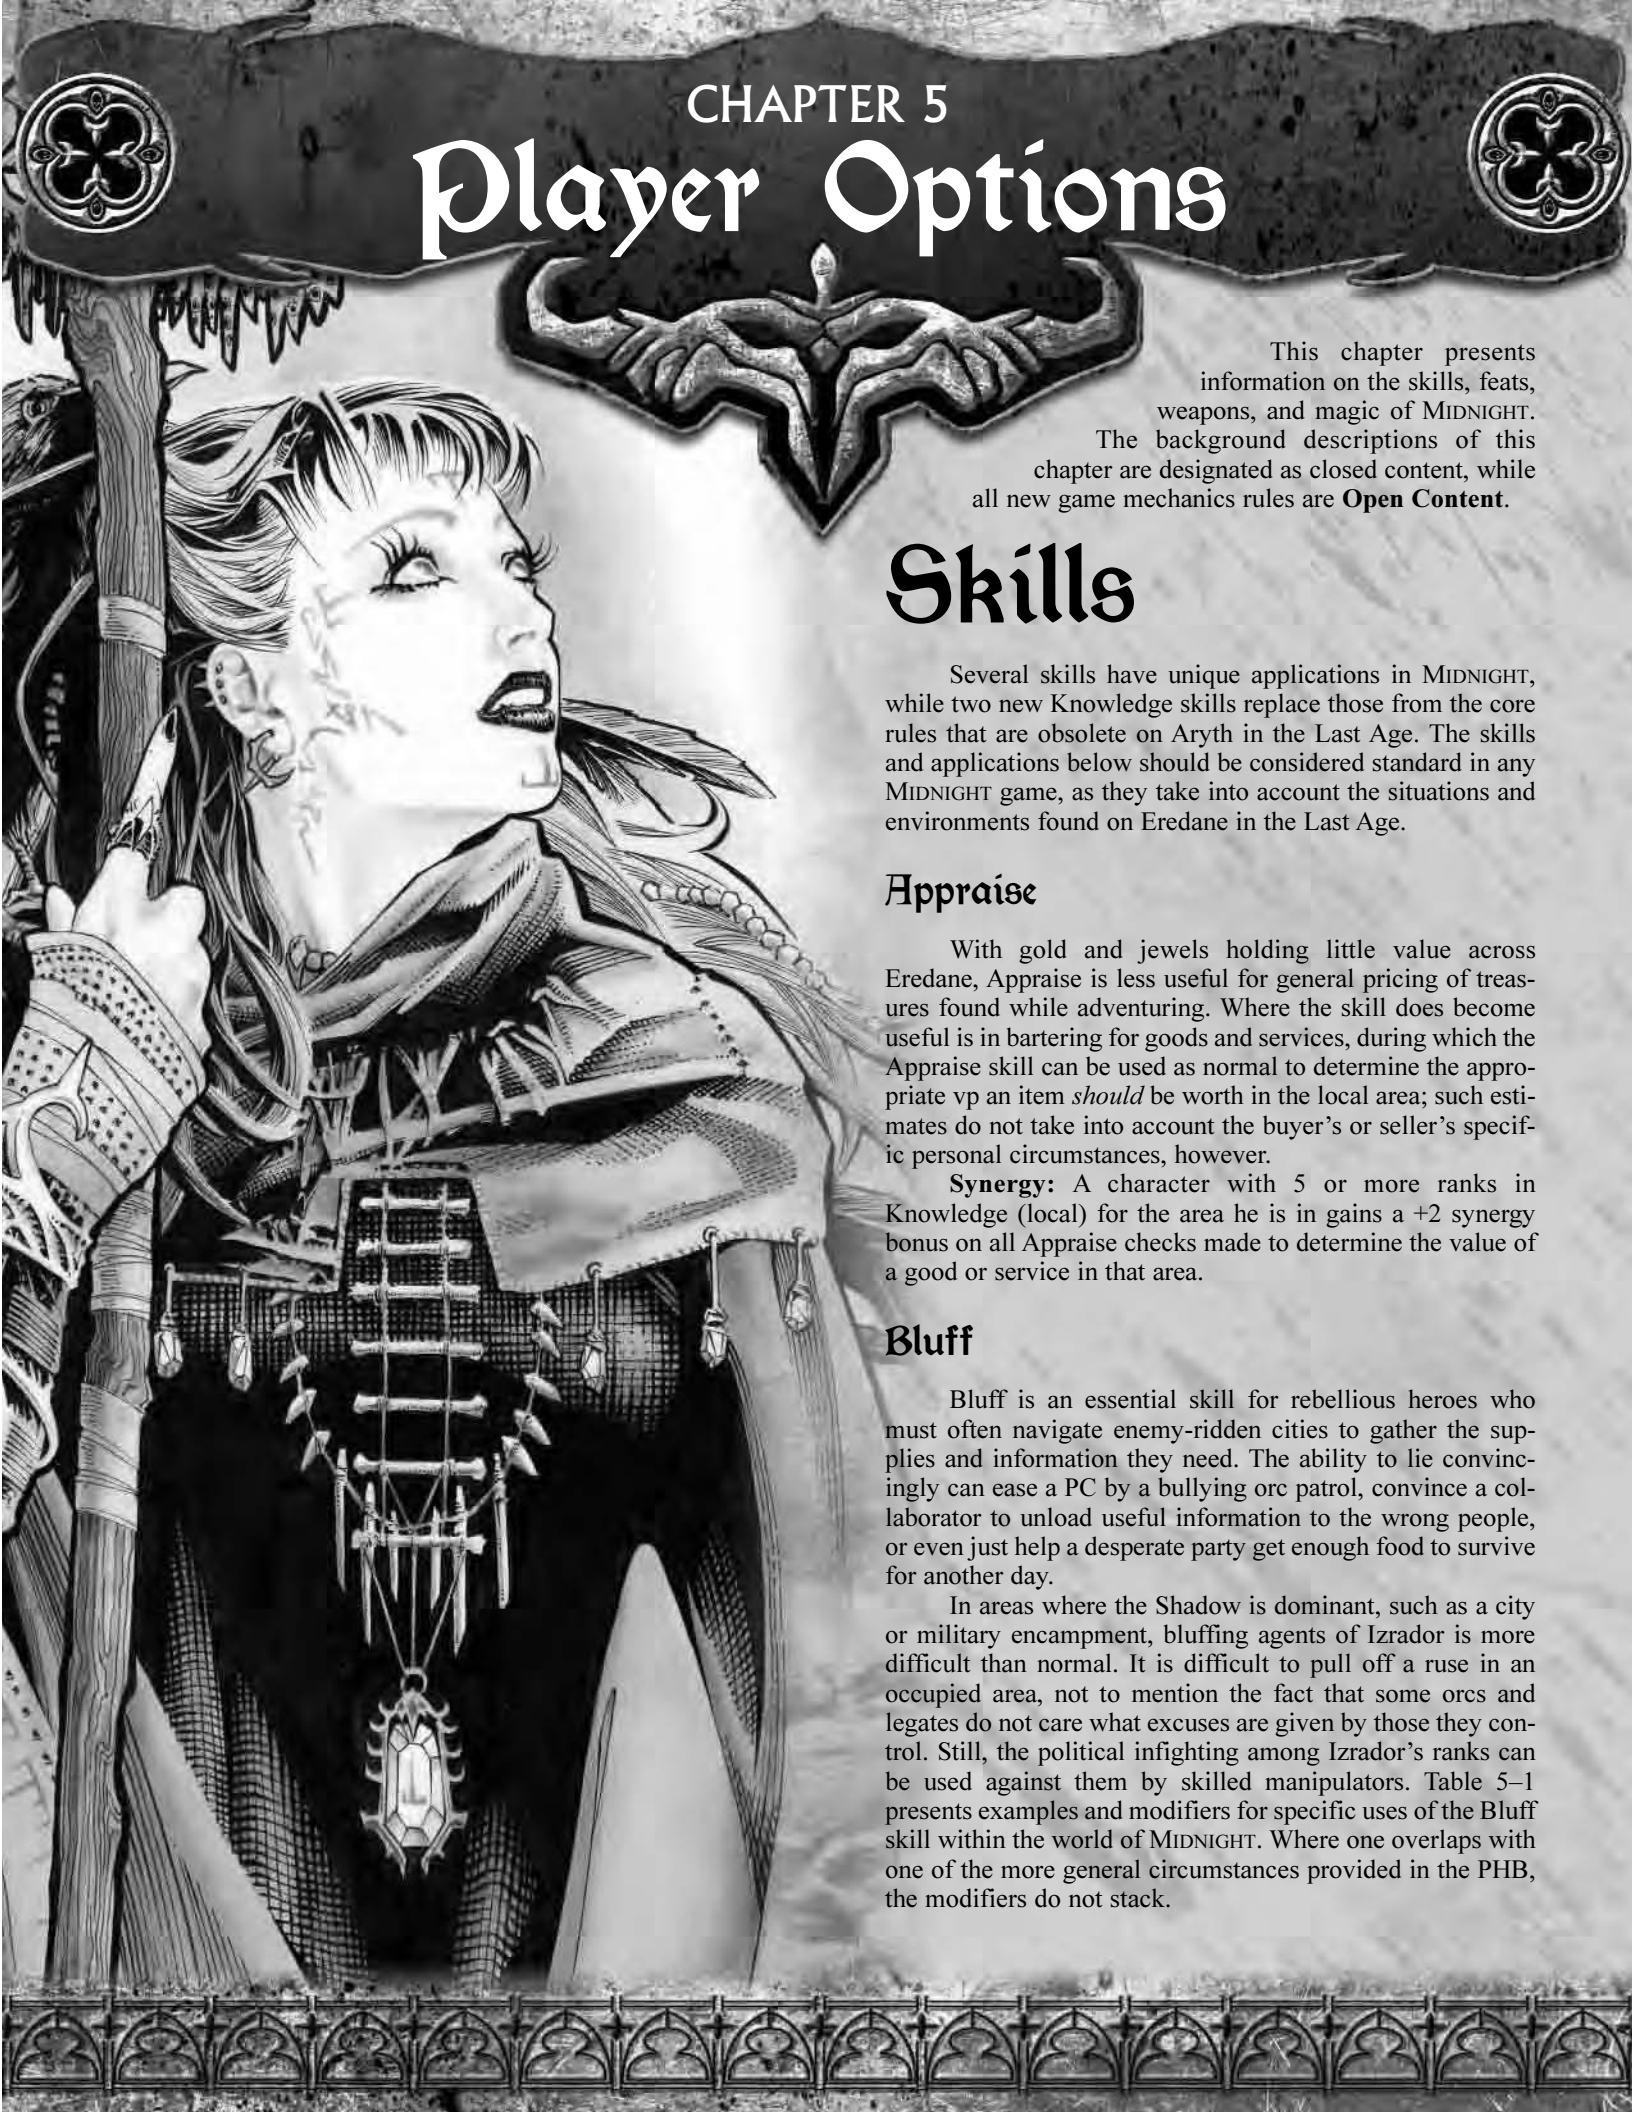 CHAPTER 5
Player Options
This chapter presents
information on the skills, feats,
weapons, and magic of MIDNIGHT.
The background descriptions of this
chapter are designated as closed content, while
all new game mechanics rules are Open Content.
Skills
Several skills have unique applications in MIDNIGHT,
while two new Knowledge skills replace those from the core
rules that are obsolete on Aryth in the Last Age. The skills
and applications below should be considered standard in any
MIDNIGHT game, as they take into account the situations and
environments found on Eredane in the Last Age.
Appraise
With gold and jewels holding little value across
Eredane, Appraise is less useful for general pricing of treas-
ures found while adventuring. Where the skill does become
useful is in bartering for goods and services, during which the
Appraise skill can be used as normal to determine the appro-
priate vp an item should be worth in the local area; such esti-
mates do not take into account the buyer's or seller's specif-
ic personal circumstances, however.
Synergy: A character with 5 or more ranks in
Knowledge (local) for the area he is in gains a +2 synergy
bonus on all Appraise checks made to determine the value of
a good or service in that area.
Bluff
Bluff is an essential skill for rebellious heroes who
must often navigate enemy-ridden cities to gather the sup-
plies and information they need. The ability to lie convinc-
ingly can ease a PC by a bullying orc patrol, convince a col-
laborator to unload useful information to the wrong people,
or even just help a desperate party get enough food to survive
for another day.
In areas where the Shadow is dominant, such as a city
or military encampment, bluffing agents of Izrador is more
difficult than normal. It is difficult to pull off a ruse in an
occupied area, not to mention the fact that some orcs and
legates do not care what excuses are given by those they con-
trol. Still, the political infighting among Izrador's ranks can
be used against them by skilled manipulators. Table 5–1
presents examples and modifiers for specific uses of the Bluff
skill within the world of MIDNIGHT. Where one overlaps with
one of the more general circumstances provided in the PHB,
the modifiers do not stack.